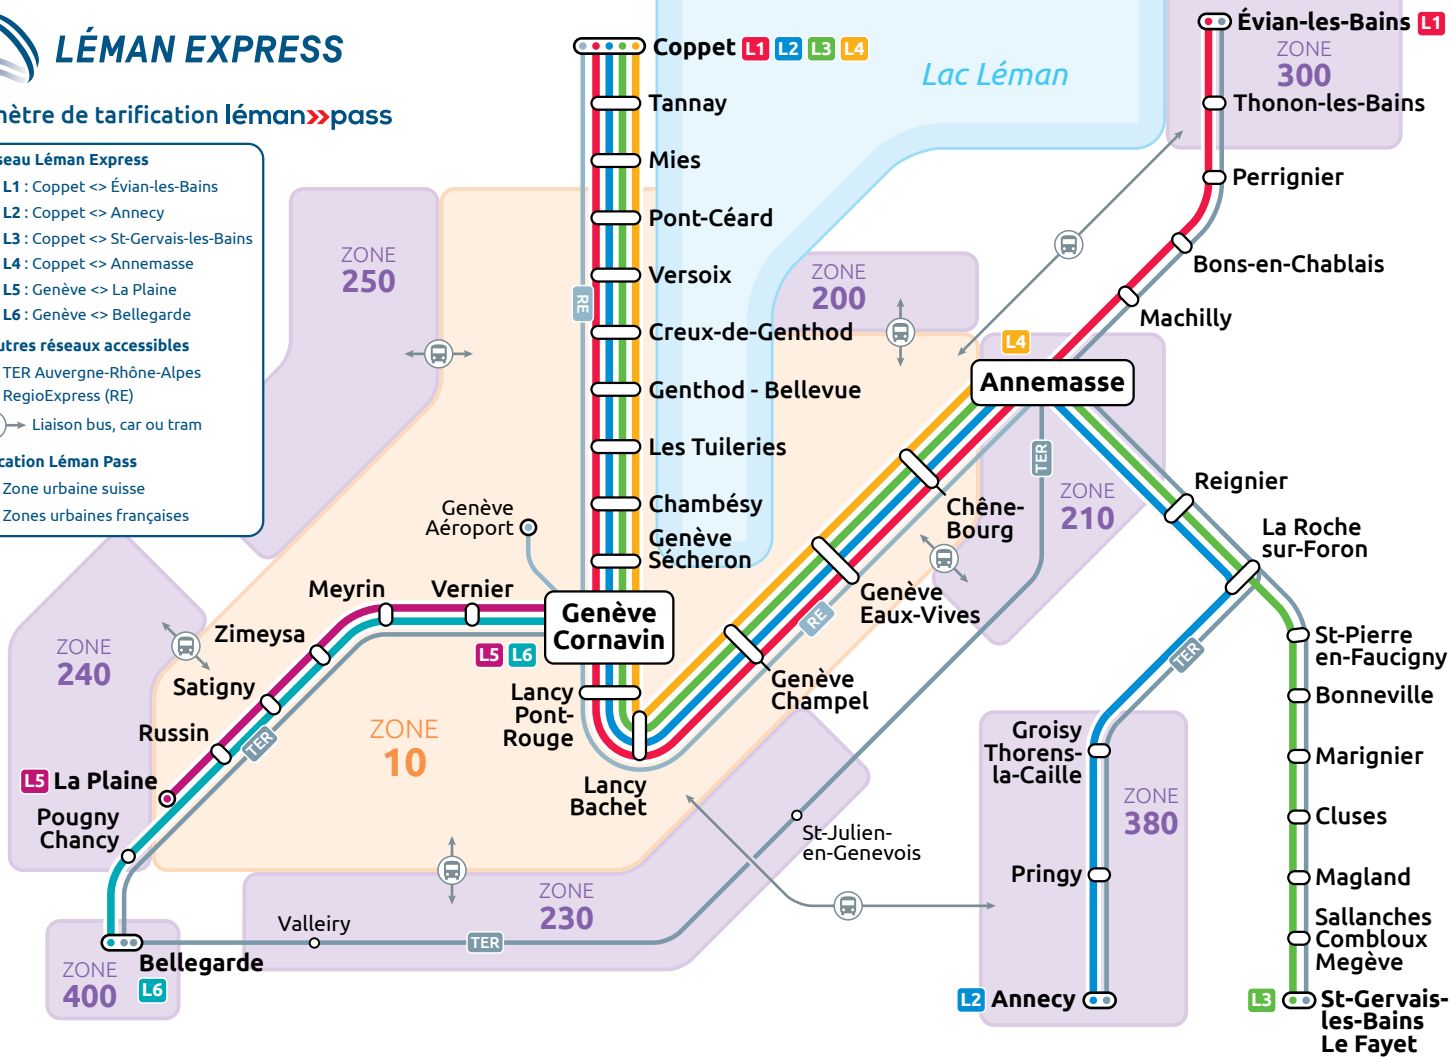 LÉMAN EXPRESS
de tarification léman»pass
Léman Express
L1 : Coppet <> Évian-les-Bains
L2 : Coppet <> Annecy
L3 : Coppet <> St-Gervais-les-Bains
L4 : Coppet <> Annemasse
L5 : Genève <> La Plaine
L6 : Genève <> Bellegarde
réseaux accessibles
TER Auvergne-Rhône-Alpes
RegioExpress (RE)
Liaison bus, car ou tram
Léman Pass
Zone urbaine suisse
Zones urbaines françaises
Coppet L1 L2 L3 L4
Tannay
Mies
Pont-Céard
Versoix
RE
Creux-de-Genthod
Genthod - Bellevue
Les Tuileries
Chambésy
Genève
Sécheron
Lac Léman
Évian-les-Bains L1
ZONE
300
Thonon-les-Bains
Perrignier
Bons-en-Chablais
Machilly
ZONE
250
ZONE
200
L4
Annemasse
TER
ZONE
210
Chêne-
Bourg
Genève
Eaux-Vives
RE
Genève
Champel
Genève
Aéroport
Genève
Cornavin
L5 L6
Vernier
Meyrin
Zimeysa
Satigny
Russin
TER
L5 La Plaine
Pougny
Chancy
ZONE
240
ZONE
10
Lancy
Pont-
Rouge
Lancy
Bachet
Reignier
La Roche
sur-Foron
TER
St-Pierre
en-Faucigny
Bonneville
Marignier
Cluses
Magland
Sallanches
Combloux
Megève
L3 St-Gervais-
les-Bains
Le Fayet
Groisy
Thorens-
la-Caille
ZONE
380
Pringy
L2 Annecy
St-Julien-
en-Genevois
ZONE
230
Valleiry
TER
Bellegarde
L6
ZONE
400